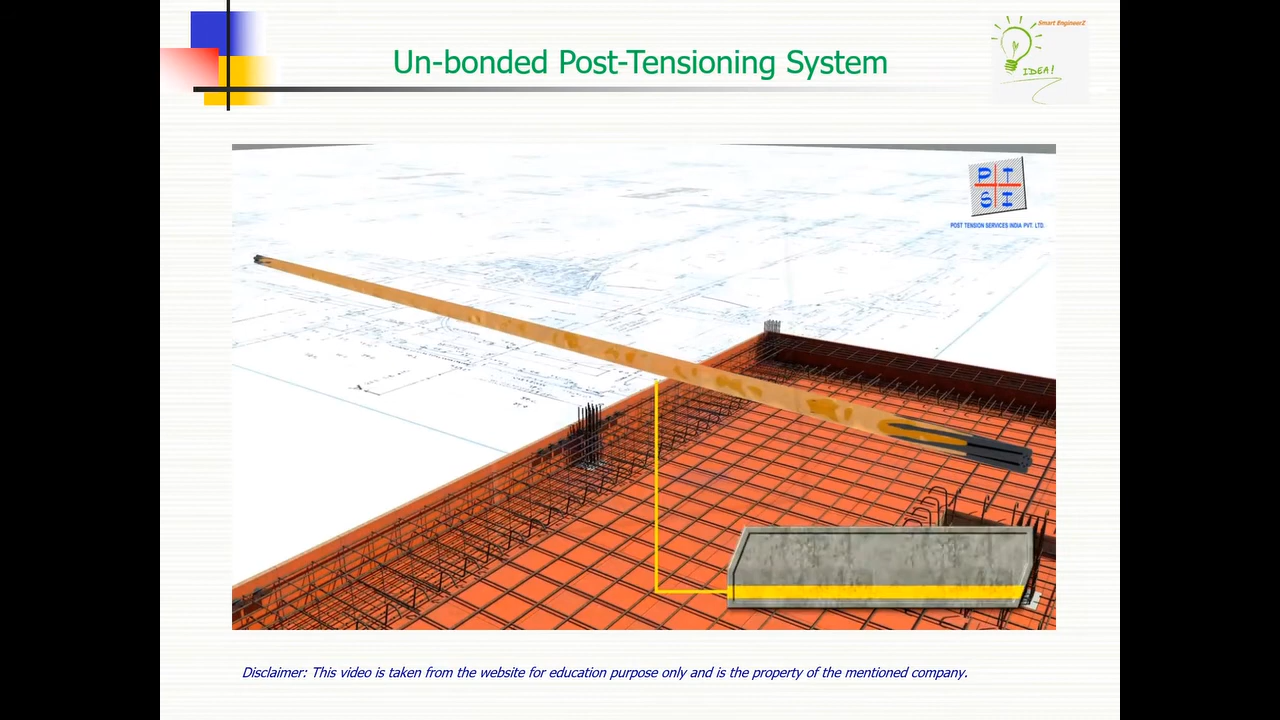 Un-bonded Post-Tensioning System
Smart EngineerZ
IDEA!
P T
S I
POST TENSION SERVICES INDIA PVT. LTD.
Disclaimer: This video is taken from the website for education purpose only and is the property of the mentioned company.